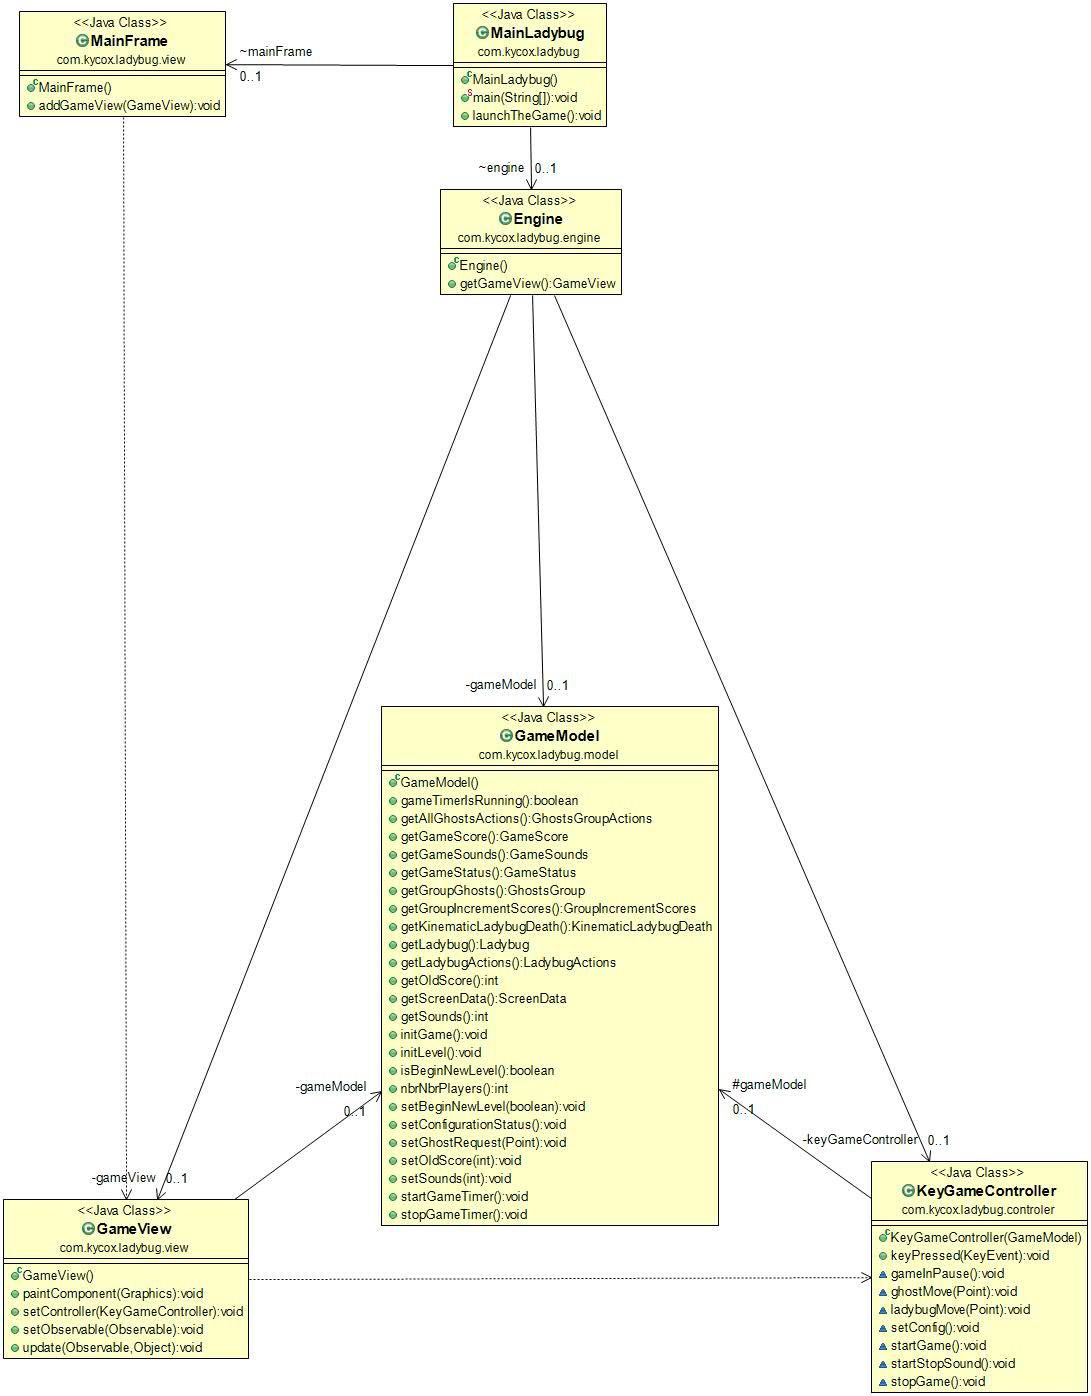 <<Java Class>>
MainFrame
com.kycox.ladybug.view
MainFrame()
addGameView(GameView):void
~mainFrame
0..1
<<Java Class>>
MainLadybug
com.kycox.ladybug
MainLadybug()
main(String[]):void
launchTheGame():void
~engine 0..1
<<Java Class>>
Engine
com.kycox.ladybug.engine
Engine()
getGameView():GameView
-gameModel 0..1
<<Java Class>>
GameModel
com.kycox.ladybug.model
GameModel()
gameTimerIsRunning():boolean
getAllGhostsActions():GhostsGroupActions
getGameScore():GameScore
getGameSounds():GameSounds
getGameStatus():GameStatus
getGroupGhosts():GhostsGroup
getGroupIncrementScores():GroupIncrementScores
getKinematicLadybugDeath():KinematicLadybugDeath
getLadybug():Ladybug
getLadybugActions():LadybugActions
getOldScore():int
getScreenData():ScreenData
getSounds():int
initGame():void
initLevel():void
isBeginNewLevel():boolean
nbrNbrPlayers():int
setBeginNewLevel(boolean):void
setConfigurationStatus():void
setGhostRequest(Point):void
setOldScore(int):void
setSounds(int):void
startGameTimer():void
stopGameTimer():void
-gameModel
0..1
#gameModel
0..1
-keyGameController 0..1
-gameView 0..1
<<Java Class>>
GameView
com.kycox.ladybug.view
GameView()
paintComponent(Graphics):void
setController(KeyGameController):void
setObservable(Observable):void
update(Observable,Object):void
<<Java Class>>
KeyGameController
com.kycox.ladybug.controler
KeyGameController(GameModel)
keyPressed(KeyEvent):void
gameInPause():void
ghostMove(Point):void
ladybugMove(Point):void
setConfig():void
startGame():void
startStopSound():void
stopGame():void